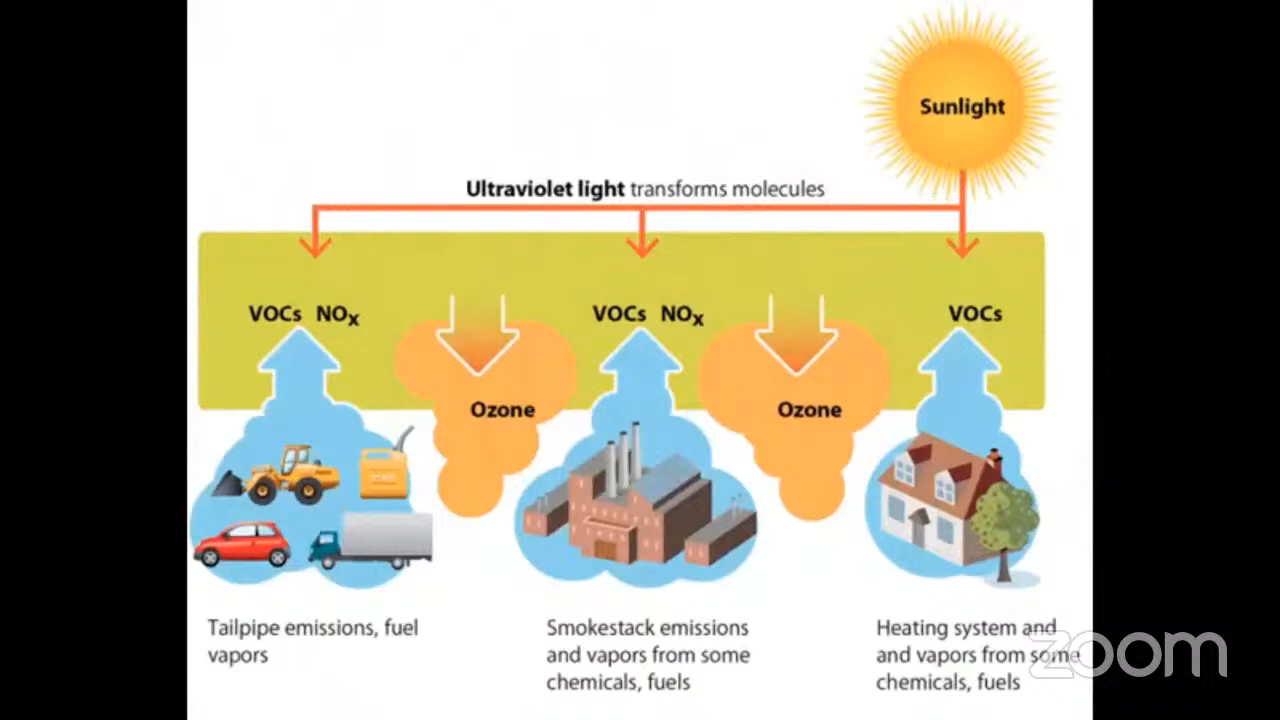 Sunlight
Ultraviolet light transforms molecules
VOCs NOx
VOCs NOx
VOCs
Ozone
Ozone
Tailpipe emissions, fuel
vapors
Smokestack emissions
and vapors from some
chemicals, fuels
Heating system and
and vapors from some
chemicals, fuels
zoom